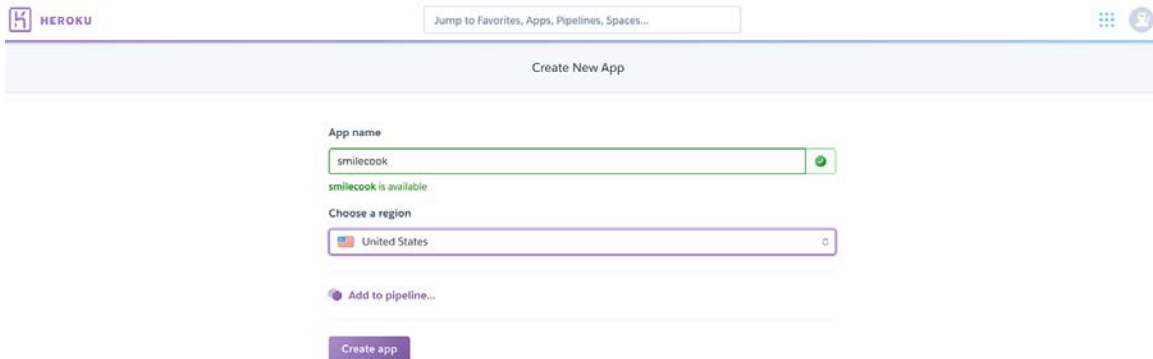 HEROKU
Jump to Favorites, Apps, Pipelines, Spaces...
Create New App
App name
smilecook
smilecook is available
Choose a region
United States
Add to pipeline...
Create app